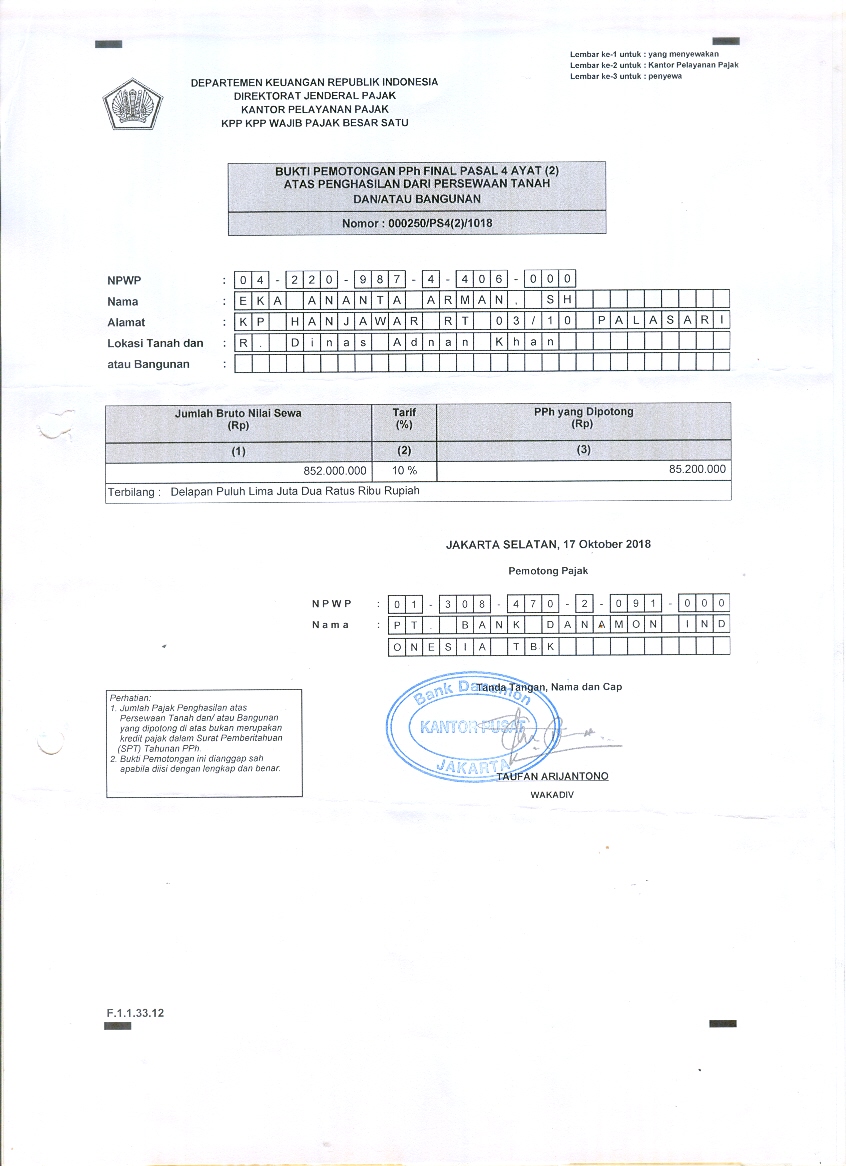 Lembar ke-1 untuk : yang menyewakan
Lembar ke-2 untuk : Kantor Pelayanan Pajak
Lembar ke-3 untuk : penyewa
DEPARTEMEN KEUANGAN REPUBLIK INDONESIA
DIREKTORAT JENDERAL PAJAK
KANTOR PELAYANAN PAJAK
KPP KPP WAJIB PAJAK BESAR SATU
BUKTI PEMOTONGAN PPh FINAL PASAL 4 AYAT (2)
ATAS PENGHASILAN DARI PERSEWAAN TANAH
DAN/ATAU BANGUNAN
Nomor : 000250/PS4(2)/1018
NPWP : 04-220-987-4-406-000
Nama : EKA ANANTA ARMAN, SH
Alamat : KP HANJAWAR RT 03/10 PALASARI
Lokasi Tanah dan : R. Dinas Adnan Khan
atau Bangunan :
Jumlah Bruto Nilai Sewa (Rp) Tarif (%) PPh yang Dipotong (Rp)
(1) (2) (3)
852.000.000 10 % 85.200.000
Terbilang : Delapan Puluh Lima Juta Dua Ratus Ribu Rupiah
JAKARTA SELATAN, 17 Oktober 2018
Pemotong Pajak
NPWP : 01-308-470-2-091-000
Nama : PT. BANK DANAMON IND
ONESIA TBK
Tanda Tangan, Nama dan Cap
Bank Danamon
KANTOR PUSAT
JAKARTA
TAUFAN ARIJANTONO
WAKADIV
Perhatian:
1. Jumlah Pajak Penghasilan atas
Persewaan Tanah dan/ atau Bangunan
yang dipotong di atas bukan merupakan
kredit pajak dalam Surat Pemberitahuan
(SPT) Tahunan PPh.
2. Bukti Pemotongan ini dianggap sah
apabila diisi dengan lengkap dan benar.
F.1.1.33.12